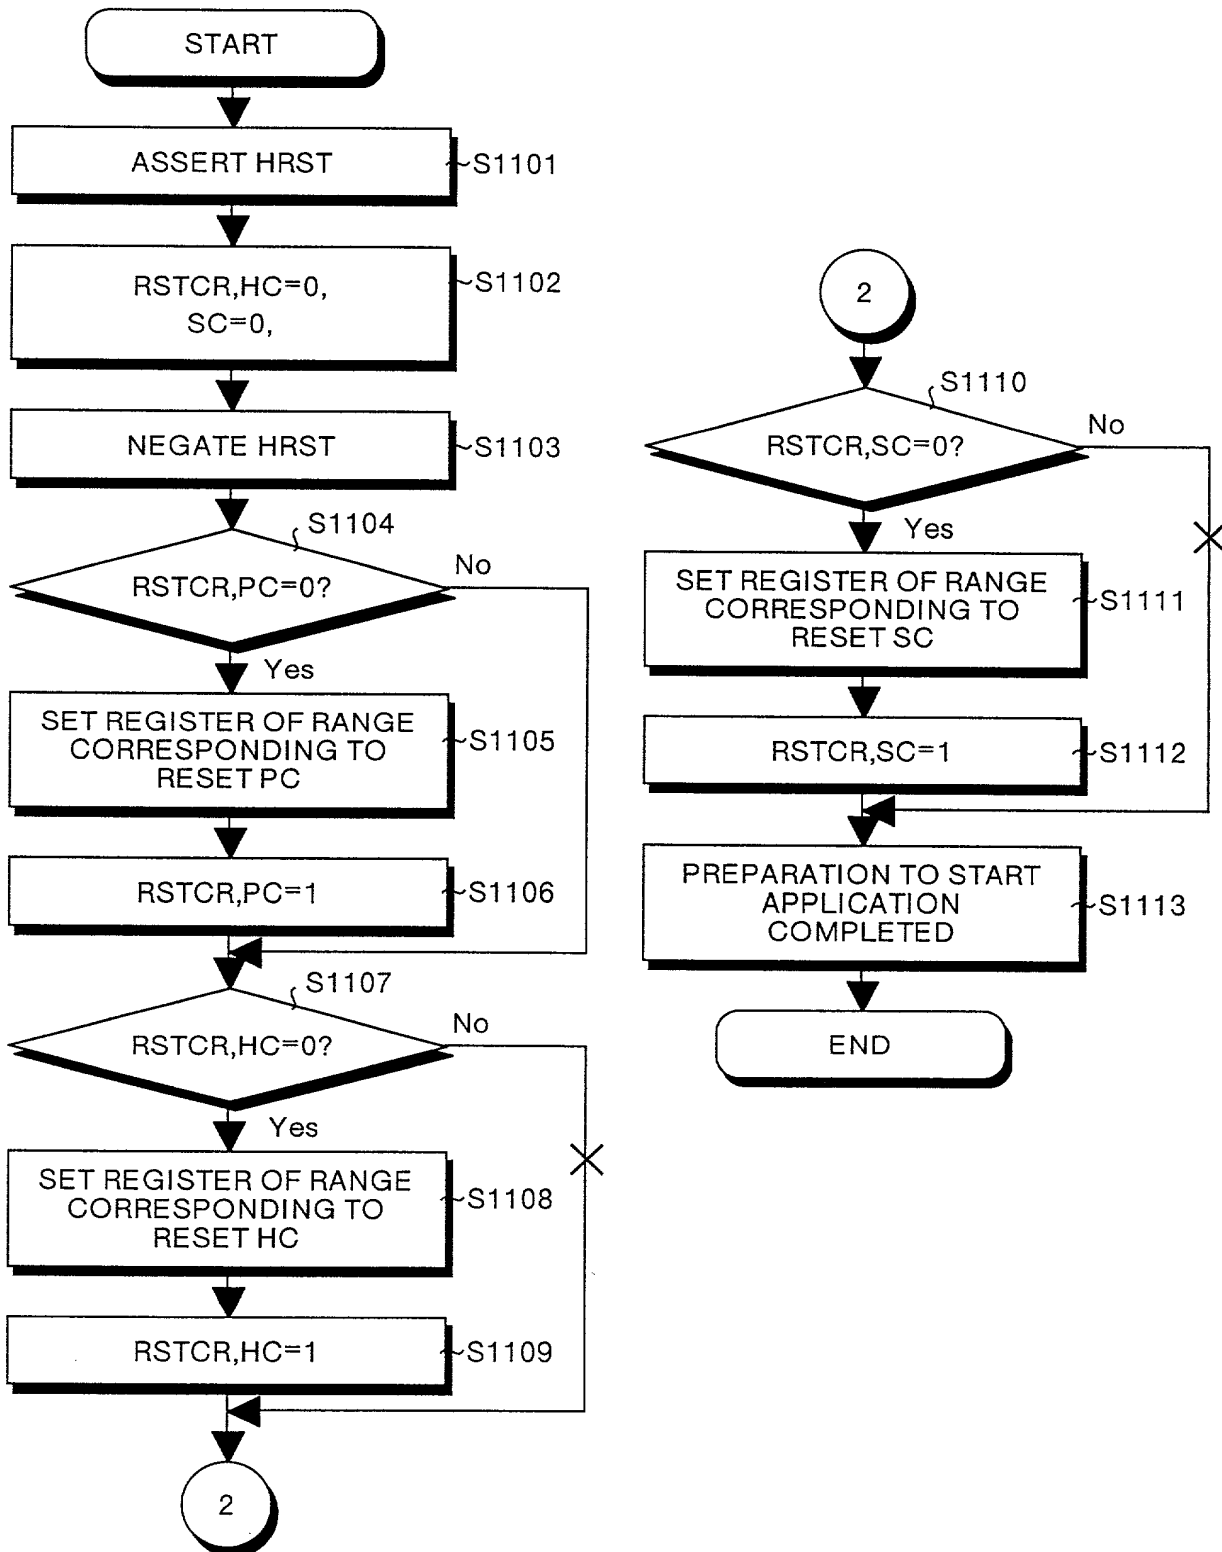 START
ASSERT HRST
S1101
RSTCR,HC=0,
SC=0,
S1102
NEGATE HRST
S1103
S1104
RSTCR,PC=0?
No
Yes
SET REGISTER OF RANGE
CORRESPONDING TO
RESET PC
S1105
RSTCR,PC=1
S1106
S1107
RSTCR,HC=0?
No
Yes
SET REGISTER OF RANGE
CORRESPONDING TO
RESET HC
S1108
RSTCR,HC=1
S1109
2
2
S1110
RSTCR,SC=0?
No
Yes
SET REGISTER OF RANGE
CORRESPONDING TO
RESET SC
S1111
RSTCR,SC=1
S1112
PREPARATION TO START
APPLICATION
COMPLETED
S1113
END